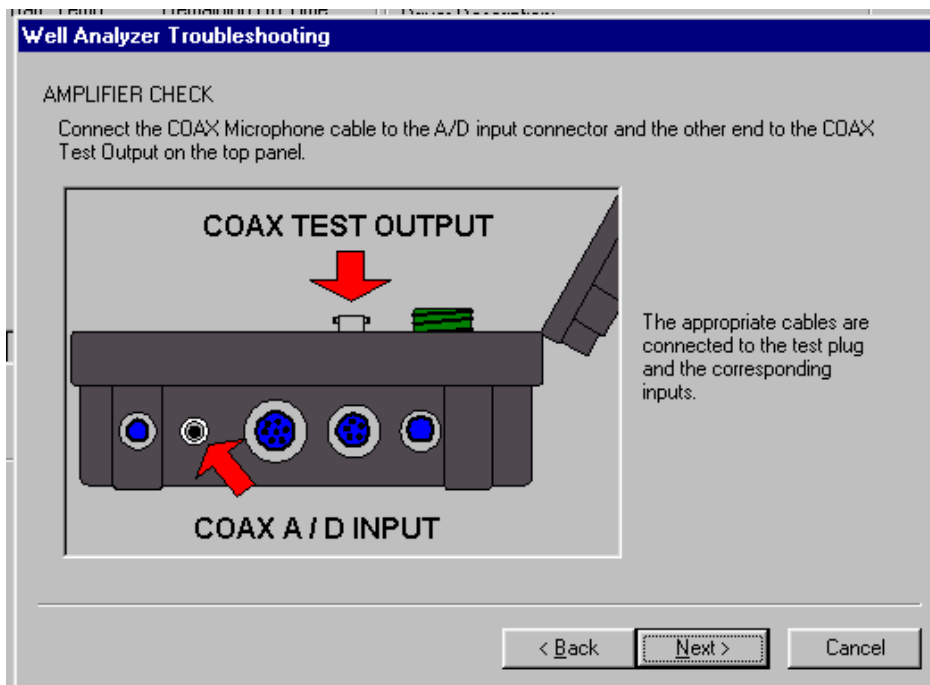 Well Analyzer Troubleshooting
AMPLIFIER CHECK
Connect the COAX Microphone cable to the A/D input connector and the other end to the COAX
Test Output on the top panel.
COAX TEST OUTPUT
The appropriate cables are
connected to the test plug
and the corresponding
inputs.
COAX A / D INPUT
< Back
Next >
Cancel